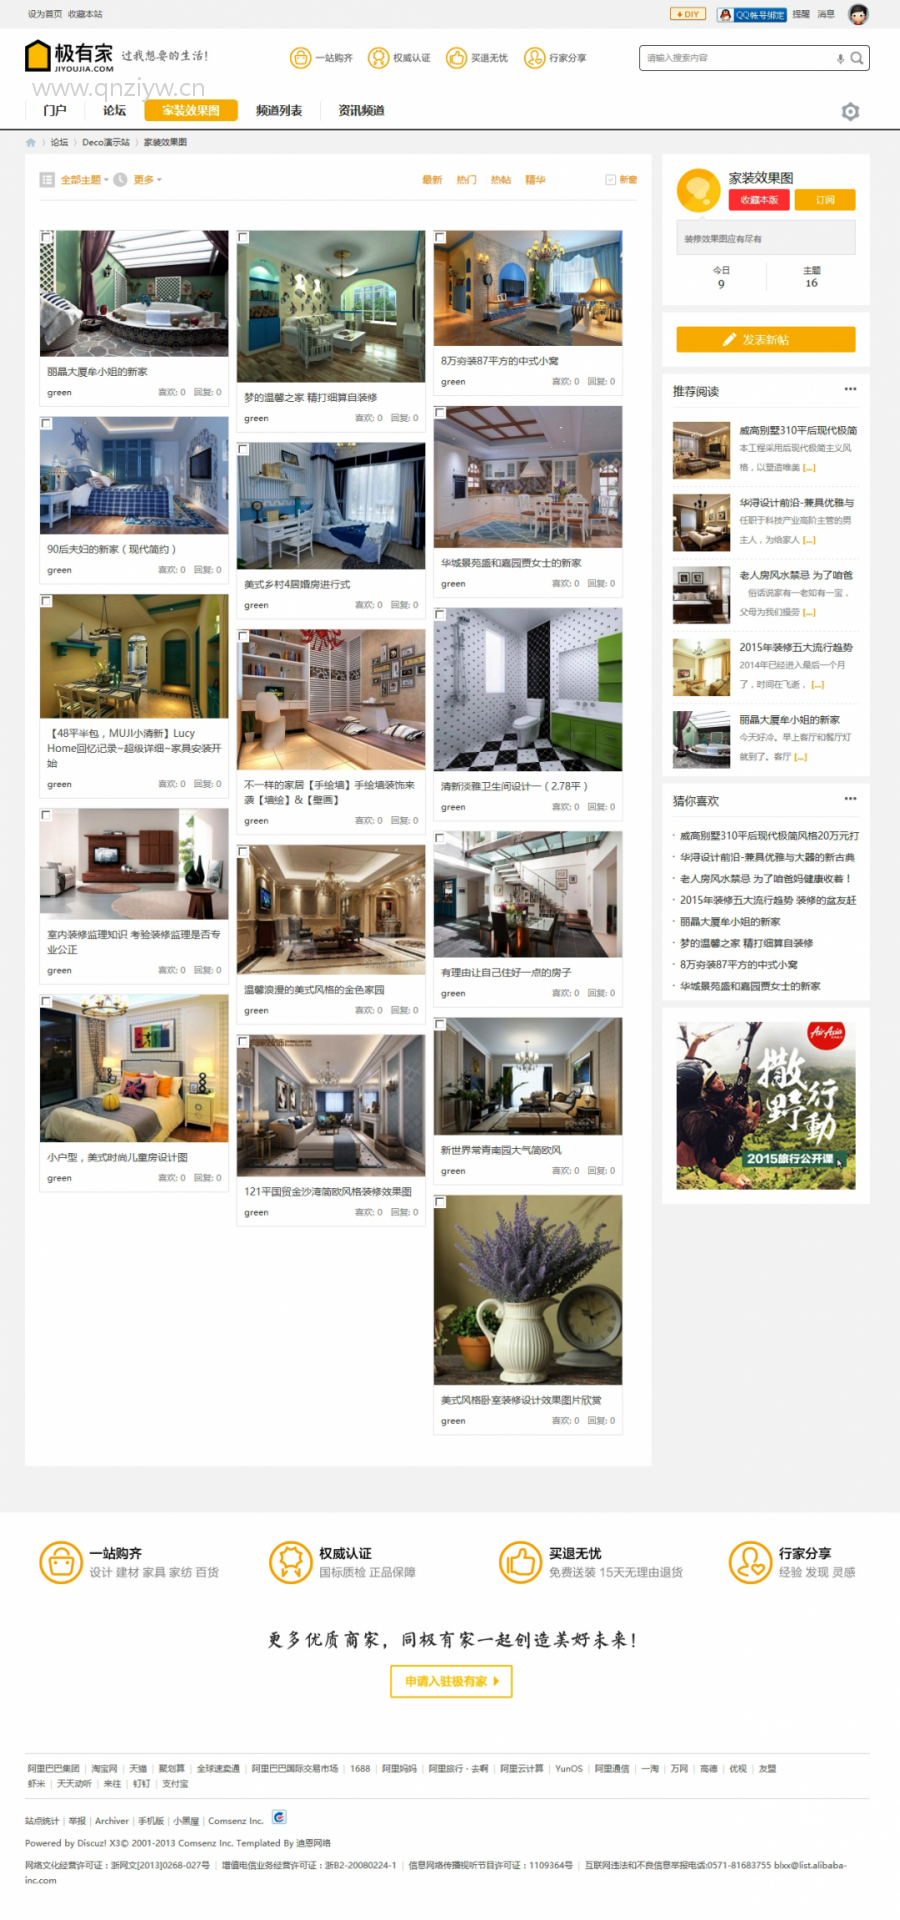 设为首页 收藏本站
DIY QQ帐号绑定 提醒 消息
极有家 过我想要的生活!
JIYOUJIA.COM
一站购齐 权威认证 买退无忧 行家分享
请输入搜索内容
www.qnziyw.cn
门户 论坛 家装效果图 频道列表 资讯频道
论坛 〉 Deco演示站 〉 家装效果图
全部主题 更多 最新 热门 热帖 精华 新窗
丽晶大厦牟小姐的新家
green 喜欢: 0 回复: 0
90后夫妇的新家（现代简约）
green 喜欢: 0 回复: 0
【48平半包，MUJI小清新】Lucy
Home回忆记录~超级详细~家具安装开
始
green 喜欢: 0 回复: 0
室内装修监理知识 考验装修监理是否专
业公正
green 喜欢: 0 回复: 0
小户型，美式时尚儿童房设计图
green 喜欢: 0 回复: 0
梦的温馨之家 精打细算自装修
green 喜欢: 0 回复: 0
美式乡村4居婚房进行式
green 喜欢: 0 回复: 0
不一样的家居【手绘墙】手绘墙装饰来
袭【墙绘】&【壁画】
green 喜欢: 0 回复: 0
温馨浪漫的美式风格的金色家园
green 喜欢: 0 回复: 0
121平国贸金沙湾简欧风格装修效果图
green 喜欢: 0 回复: 0
8万夯装87平方的中式小窝
green 喜欢: 0 回复: 0
华城景苑盛和嘉园贾女士的新家
green 喜欢: 0 回复: 0
清新淡雅卫生间设计一（2.78平）
green 喜欢: 0 回复: 0
有理由让自己住好一点的房子
green 喜欢: 0 回复: 0
新世界常青南园大气简欧风
green 喜欢: 0 回复: 0
美式风格卧室装修设计效果图片欣赏
green 喜欢: 0 回复: 0
家装效果图
收藏本版 订阅
装修效果图应有尽有
今日 主题
9 16
发表新帖
推荐阅读
威高别墅310平后现代极简
本工程采用后现代极简主义风
格，以塑造唯美 [...]
华浔设计前沿-兼具优雅与
任职于科技产业高阶主管的男
主人，为给家人 [...]
老人房风水禁忌 为了咱爸
俗话说家有一老如有一宝，
父母为我们操劳 [...]
2015年装修五大流行趋势
2014年已经进入最后一个月
了，时间在飞逝， [...]
丽晶大厦牟小姐的新家
今天好冷。早上客厅和餐厅灯
就到了。客厅 [...]
猜你喜欢
· 威高别墅310平后现代极简风格20万元打
· 华浔设计前沿-兼具优雅与大器的新古典
· 老人房风水禁忌 为了咱爸妈健康收着！
· 2015年装修五大流行趋势 装修的盆友赶
· 丽晶大厦牟小姐的新家
· 梦的温馨之家 精打细算自装修
· 8万夯装87平方的中式小窝
· 华城景苑盛和嘉园贾女士的新家
AirAsia
撒野行動
2015旅行公开课
一站购齐
设计 建材 家具 家纺 百货
权威认证
国标质检 正品保障
买退无忧
免费送装 15天无理由退货
行家分享
经验 发现 灵感
更多优质商家，同极有家一起创造美好未来！
申请入驻极有家
阿里巴巴集团 | 淘宝网 | 天猫 | 聚划算 | 全球速卖通 | 阿里巴巴国际交易市场 | 1688 | 阿里妈妈 | 阿里旅行 · 去啊 | 阿里云计算 | YunOS | 阿里通信 | 一淘 | 万网 | 高德 | 优视 | 友盟
虾米 | 天天动听 | 来往 | 钉钉 | 支付宝
站点统计 | 举报 | Archiver | 手机版 | 小黑屋 | Comsenz Inc.
Powered by Discuz! X3© 2001-2013 Comsenz Inc. Templated By 迪恩网络
网络文化经营许可证：浙网文[2013]0268-027号 | 增值电信业务经营许可证：浙B2-20080224-1 | 信息网络传播视听节目许可证：1109364号 | 互联网违法和不良信息举报电话:0571-81683755 blxx@list.alibaba-
inc.com